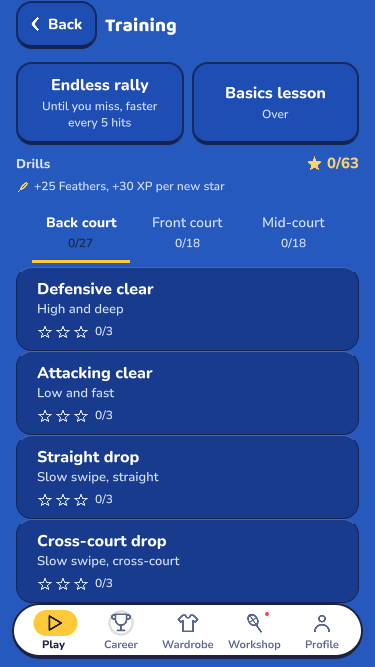 Back
Training
Endless rally
Until you miss, faster
every 5 hits
Basics lesson
Over
Drills
0/63
+25 Feathers, +30 XP per new star
Back court
0/27
Front court
0/18
Mid-court
0/18
Defensive clear
High and deep
0/3
Attacking clear
Low and fast
0/3
Straight drop
Slow swipe, straight
0/3
Cross-court drop
Slow swipe, cross-court
0/3
Play
Career
Wardrobe
Workshop
Profile